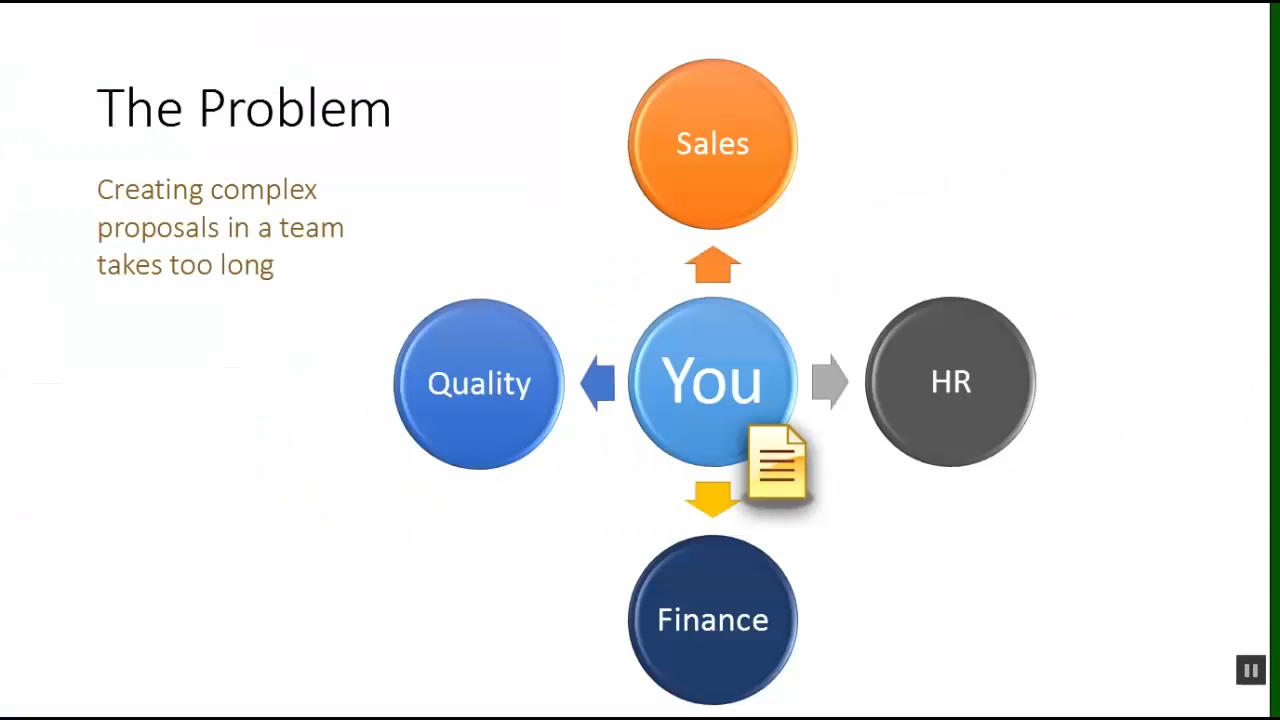 The Problem
Creating complex
proposals in a team
takes too long
Sales
Quality
You
HR
Finance